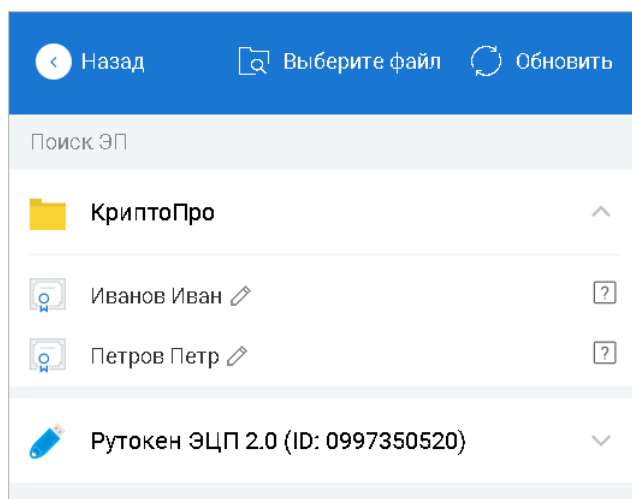 Назад Выберите файл Обновить
Поиск ЭП
КриптоПро
Иванов Иван ?
Петров Петр ?
Рутокен ЭЦП 2.0 (ID: 0997350520)